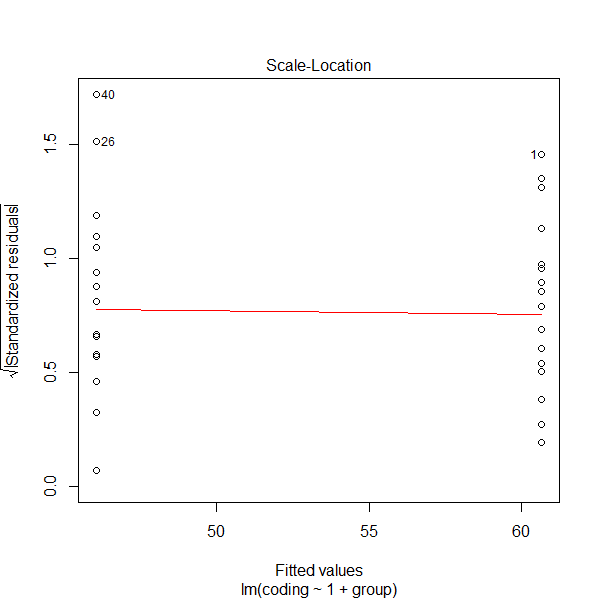 Scale-Location
√|Standardized residuals|
1.5
1.0
0.5
0.0
40
26
1
50
55
60
Fitted values
lm(coding ~ 1 + group)